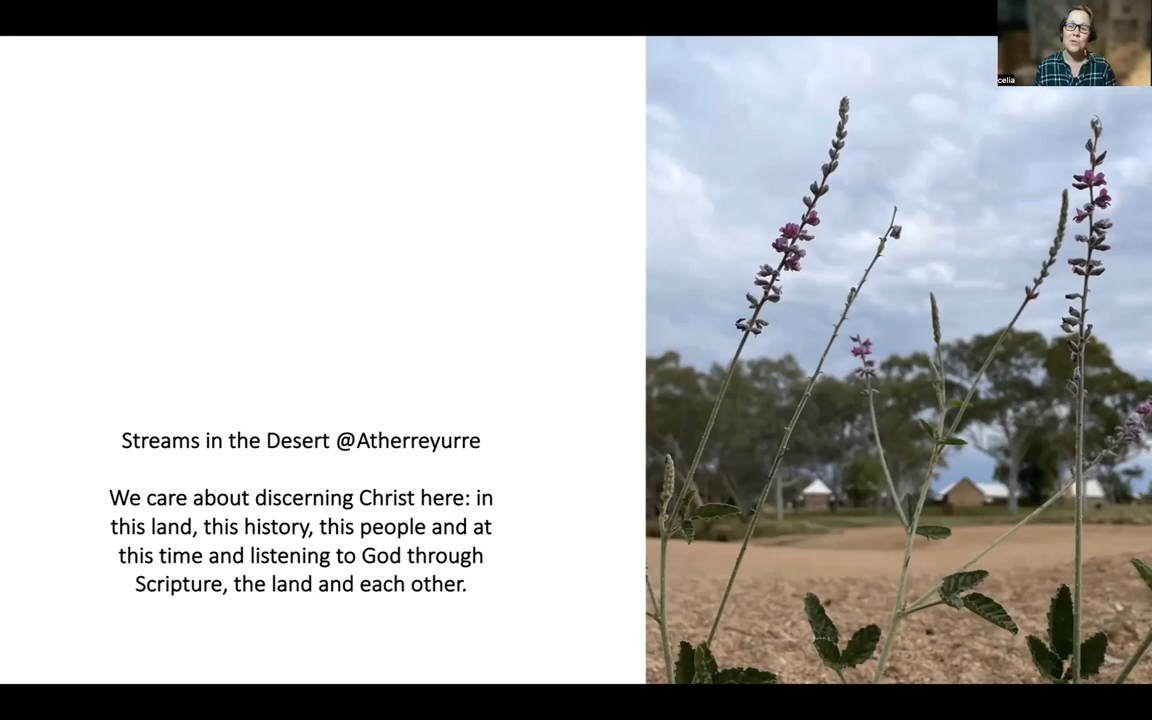 celia
Streams in the Desert @Atherreyurre
We care about discerning Christ here: in
this land, this history, this people and at
this time and listening to God through
Scripture, the land and each other.